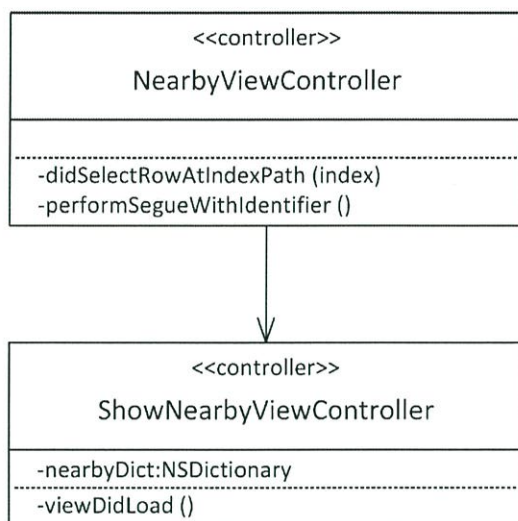 <<controller>>
NearbyViewController
-didSelectRowAtIndexPath (index)
-performSegueWithIdentifier ()
<<controller>>
ShowNearbyViewController
-nearbyDict:NSDictionary
-viewDidLoad ()